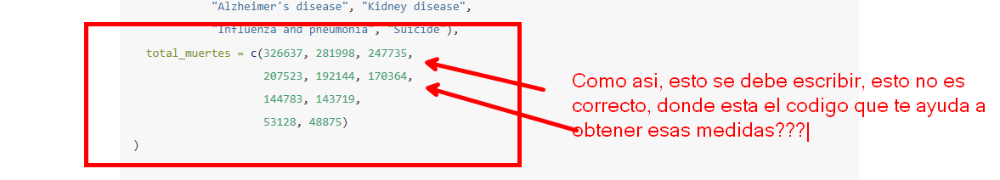 "Alzheimer's disease", "Kidney disease",
"Influenza and pneumonia", "Suicide"),
total_muertes = c(326637, 281998, 247735,
207523, 192144, 170364,
144783, 143719,
53128, 48875)
)
Como asi, esto se debe escribir, esto no es
correcto, donde esta el codigo que te ayuda a
obtener esas medidas???